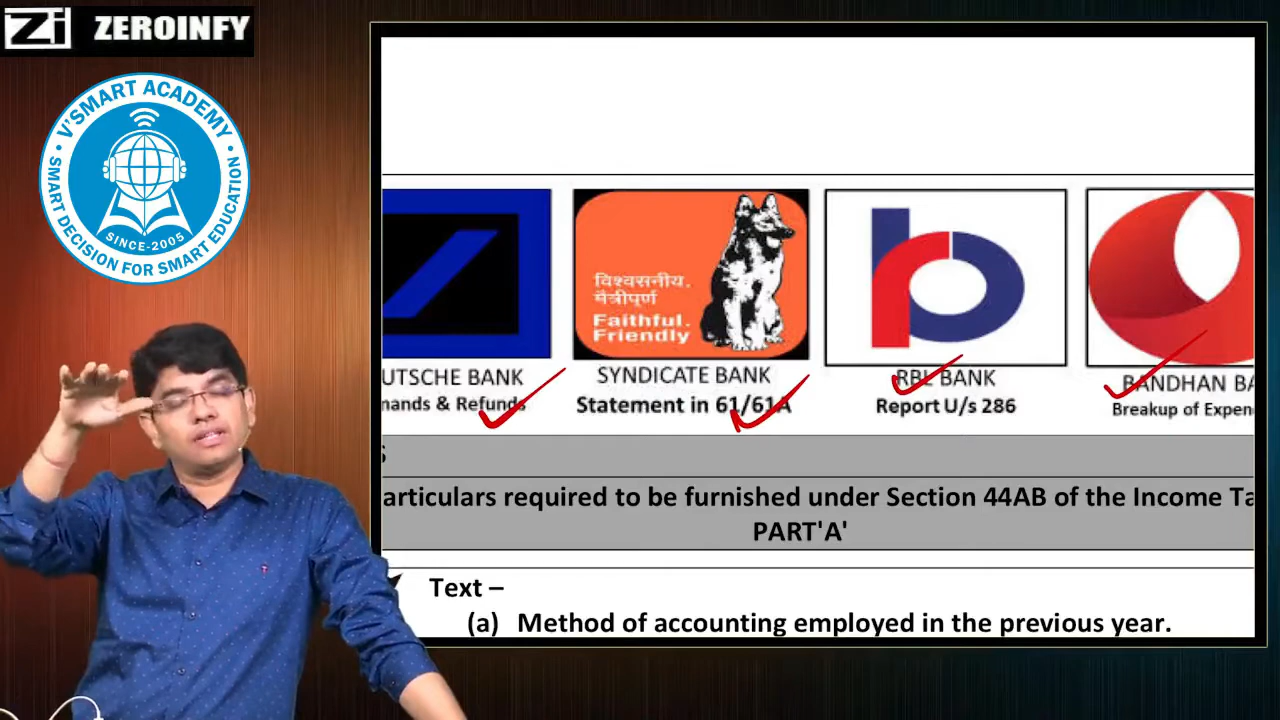 Zi ZEROINFY
V'SMART ACADEMY
SMART DECISION FOR SMART EDUCATION
SINCE-2005
विश्वसनीय.
मैत्रीपूर्ण
Faithful.
Friendly
UTSCHE BANK
mands & Refunds
SYNDICATE BANK
Statement in 61/61A
RBL BANK
Report U/s 286
BANDHAN BA
Breakup of Expen
S
articulars required to be furnished under Section 44AB of the Income Ta
PART'A'
Text –
(a) Method of accounting employed in the previous year.